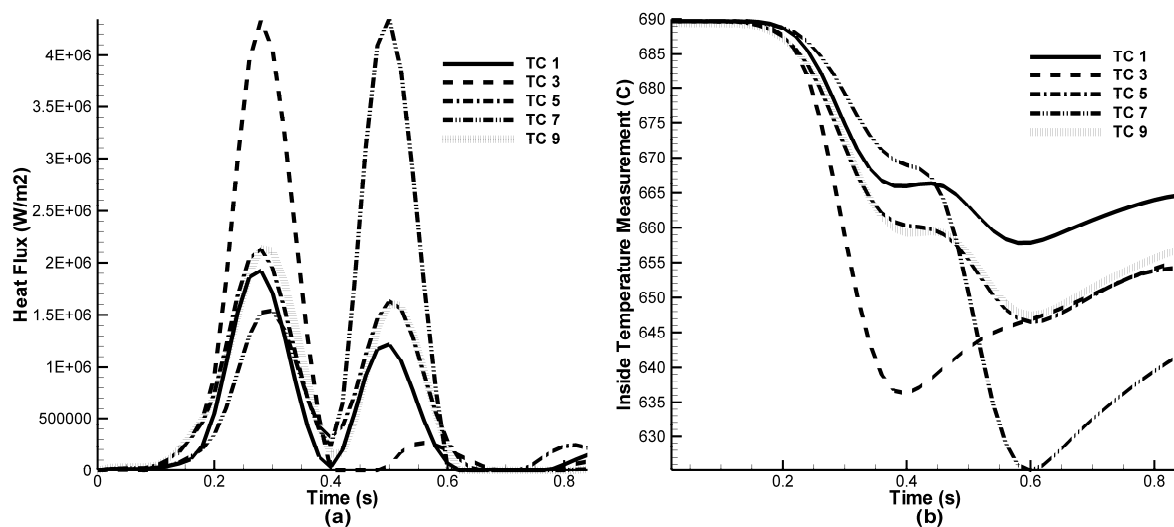 Heat Flux (W/m2)
4E+06
3.5E+06
3E+06
2.5E+06
2E+06
1.5E+06
1E+06
500000
0
0
0.2
0.4
0.6
0.8
Time (s)
(a)
TC 1
TC 3
TC 5
TC 7
TC 9
Inside Temperature Measurement (C)
690
685
680
675
670
665
660
655
650
645
640
635
630
0.2
0.4
0.6
0.8
Time (s)
(b)
TC 1
TC 3
TC 5
TC 7
TC 9